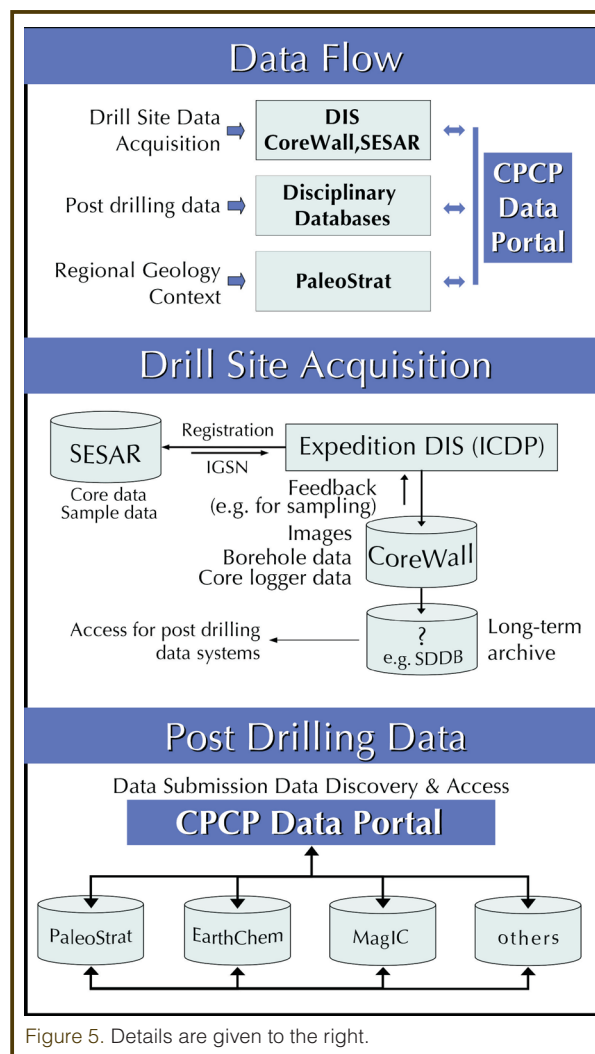 Data Flow
Drill Site Data
Acquisition
DIS
CoreWall,SESAR
Post drilling data
Disciplinary
Databases
Regional Geology
Context
PaleoStrat
CPCP
Data
Portal
Drill Site Acquisition
SESAR
Core data
Sample data
Registration
IGSN
Expedition DIS (ICDP)
Feedback
(e.g. for sampling)
Images
Borehole data
Core logger data
CoreWall
Access for post drilling
data systems
?
e.g. SDDB
Long-term
archive
Post Drilling Data
Data Submission Data Discovery & Access
CPCP Data Portal
PaleoStrat
EarthChem
MagIC
others
Figure 5. Details are given to the right.